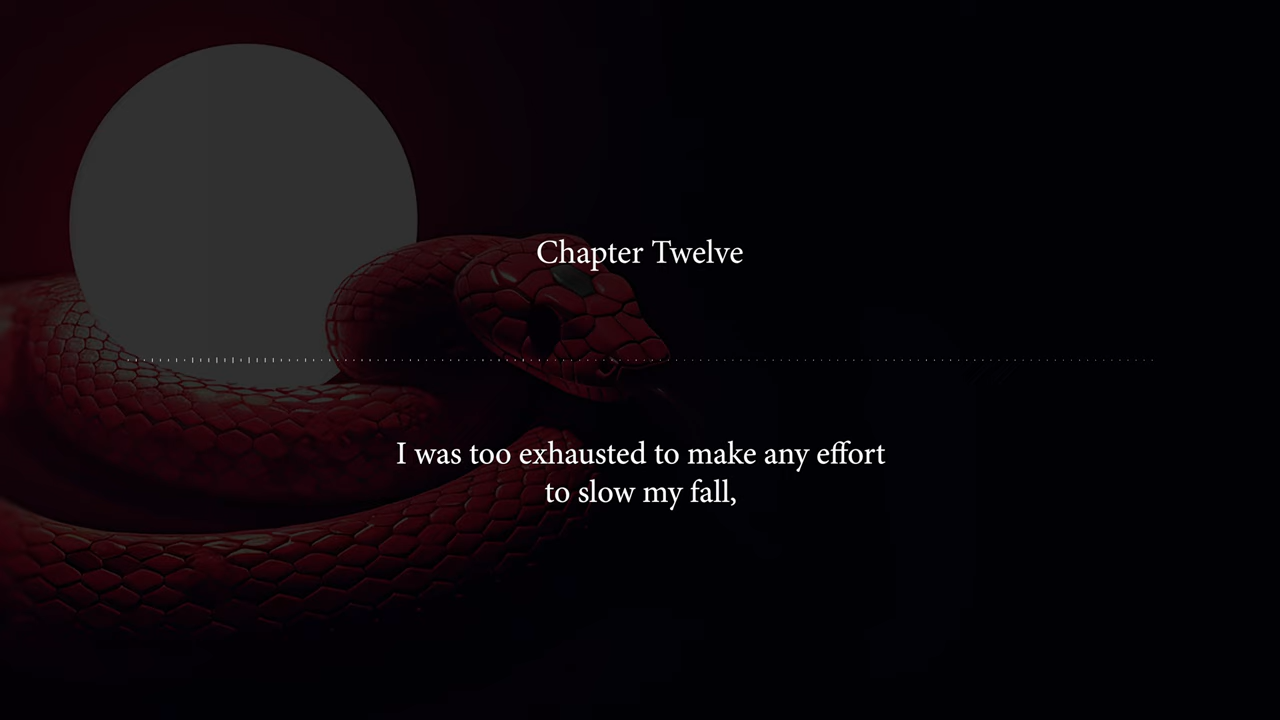 Chapter Twelve
I was too exhausted to make any effort
to slow my fall,